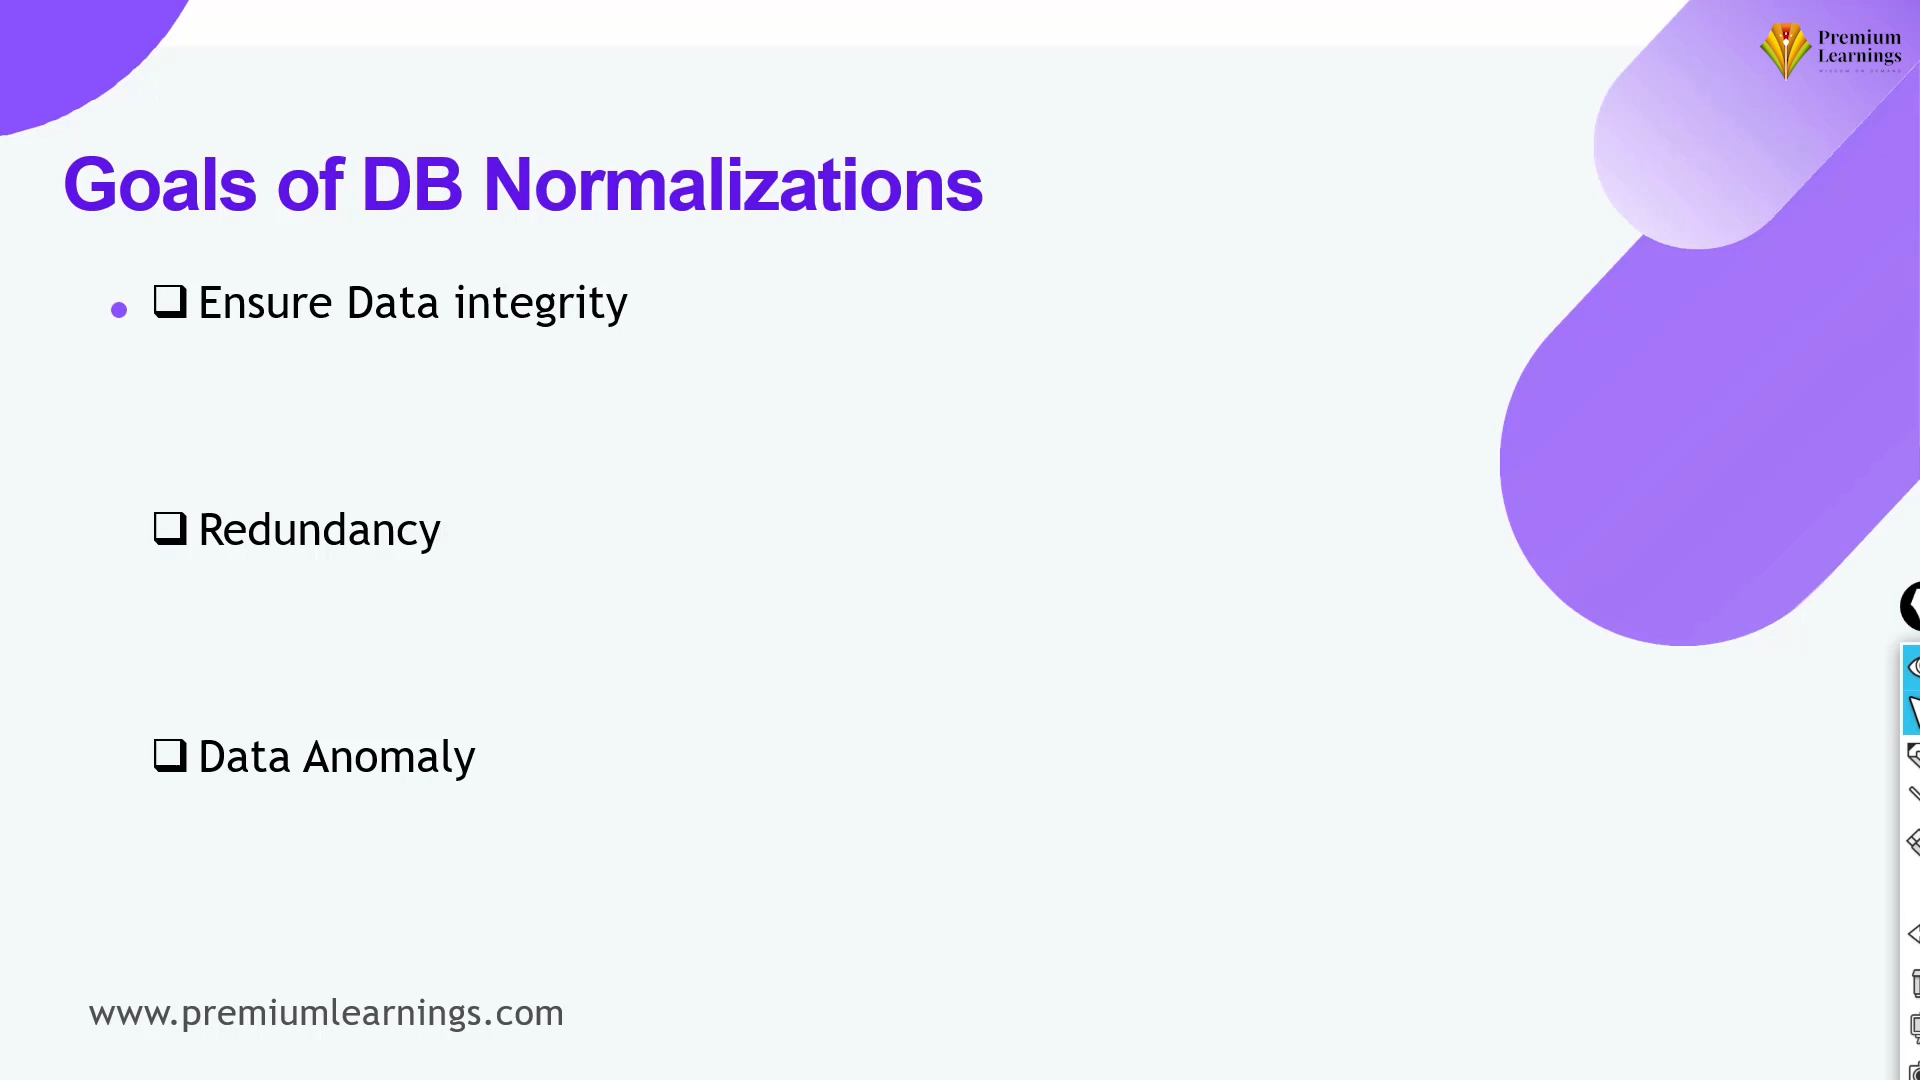 Premium
Learnings
Goals of DB Normalizations
Ensure Data integrity
Redundancy
Data Anomaly
www.premiumlearnings.com